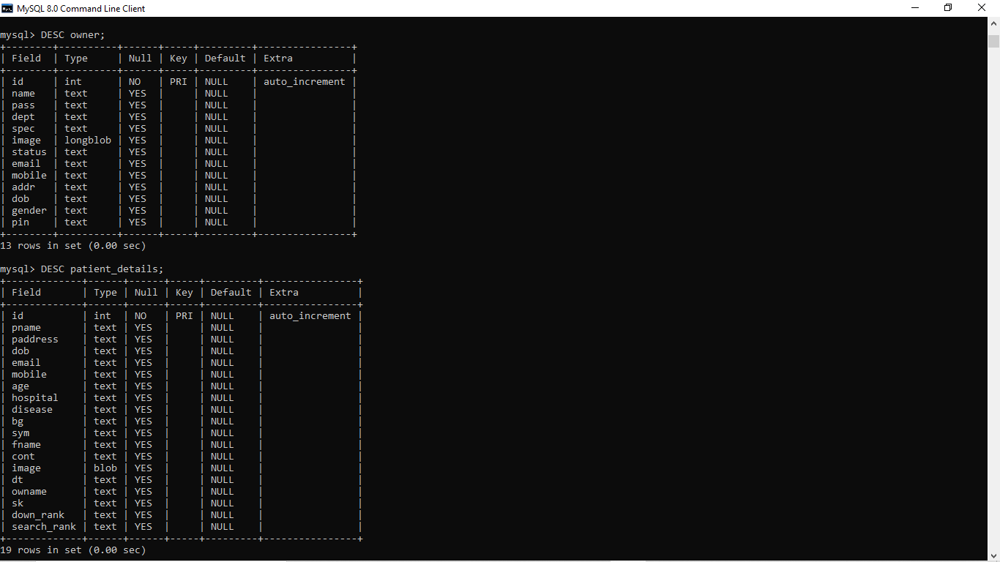 MySQL 8.0 Command Line Client
mysql> DESC owner;
+--------+----------+------+-----+---------+----------------+
| Field  | Type     | Null | Key | Default | Extra          |
+--------+----------+------+-----+---------+----------------+
| id     | int      | NO   | PRI | NULL    | auto_increment |
| name   | text     | YES  |     | NULL    |                |
| pass   | text     | YES  |     | NULL    |                |
| dept   | text     | YES  |     | NULL    |                |
| spec   | text     | YES  |     | NULL    |                |
| image  | longblob | YES  |     | NULL    |                |
| status | text     | YES  |     | NULL    |                |
| email  | text     | YES  |     | NULL    |                |
| mobile | text     | YES  |     | NULL    |                |
| addr   | text     | YES  |     | NULL    |                |
| dob    | text     | YES  |     | NULL    |                |
| gender | text     | YES  |     | NULL    |                |
| pin    | text     | YES  |     | NULL    |                |
+--------+----------+------+-----+---------+----------------+
13 rows in set (0.00 sec)
mysql> DESC patient_details;
+-------------+------+------+-----+---------+----------------+
| Field       | Type | Null | Key | Default | Extra          |
+-------------+------+------+-----+---------+----------------+
| id          | int  | NO   | PRI | NULL    | auto_increment |
| pname       | text | YES  |     | NULL    |                |
| paddress    | text | YES  |     | NULL    |                |
| dob         | text | YES  |     | NULL    |                |
| email       | text | YES  |     | NULL    |                |
| mobile      | text | YES  |     | NULL    |                |
| age         | text | YES  |     | NULL    |                |
| hospital    | text | YES  |     | NULL    |                |
| disease     | text | YES  |     | NULL    |                |
| bg          | text | YES  |     | NULL    |                |
| sym         | text | YES  |     | NULL    |                |
| fname       | text | YES  |     | NULL    |                |
| cont        | text | YES  |     | NULL    |                |
| image       | blob | YES  |     | NULL    |                |
| dt          | text | YES  |     | NULL    |                |
| owname      | text | YES  |     | NULL    |                |
| sk          | text | YES  |     | NULL    |                |
| down_rank   | text | YES  |     | NULL    |                |
| search_rank | text | YES  |     | NULL    |                |
+-------------+------+------+-----+---------+----------------+
19 rows in set (0.00 sec)